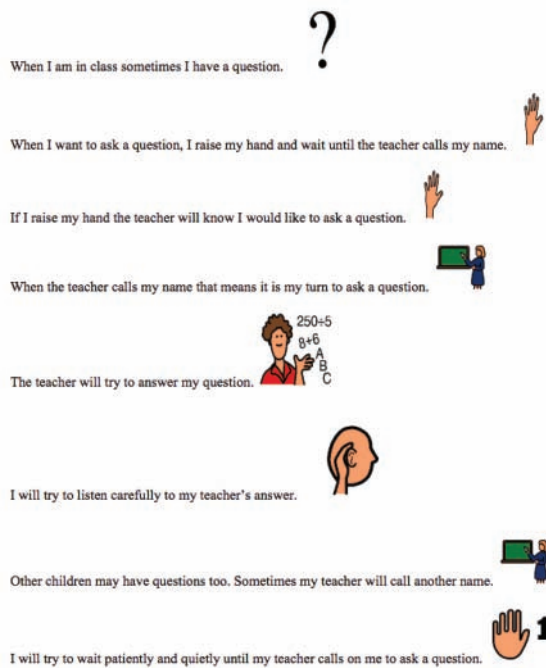 ?
When I am in class sometimes I have a question.
When I want to ask a question, I raise my hand and wait until the teacher calls my name.
If I raise my hand the teacher will know I would like to ask a question.
When the teacher calls my name that means it is my turn to ask a question.
250÷5
8+6
A
B
C
The teacher will try to answer my question.
I will try to listen carefully to my teacher's answer.
Other children may have questions too. Sometimes my teacher will call another name.
I will try to wait patiently and quietly until my teacher calls on me to ask a question.